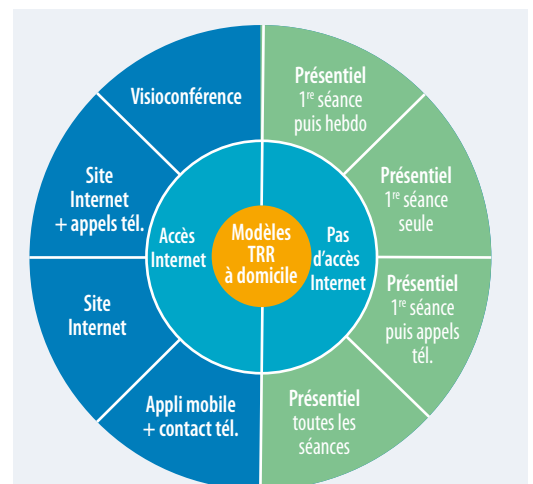 Modèles
TRR
à domicile
Accès
Internet
Pas
d'accès
Internet
Visioconférence
Site
Internet
+ appels tél.
Site
Internet
Appli mobile
+ contact tél.
Présentiel
1re séance
puis hebdo
Présentiel
1re séance
seule
Présentiel
1re séance
puis appels
tél.
Présentiel
toutes les
séances